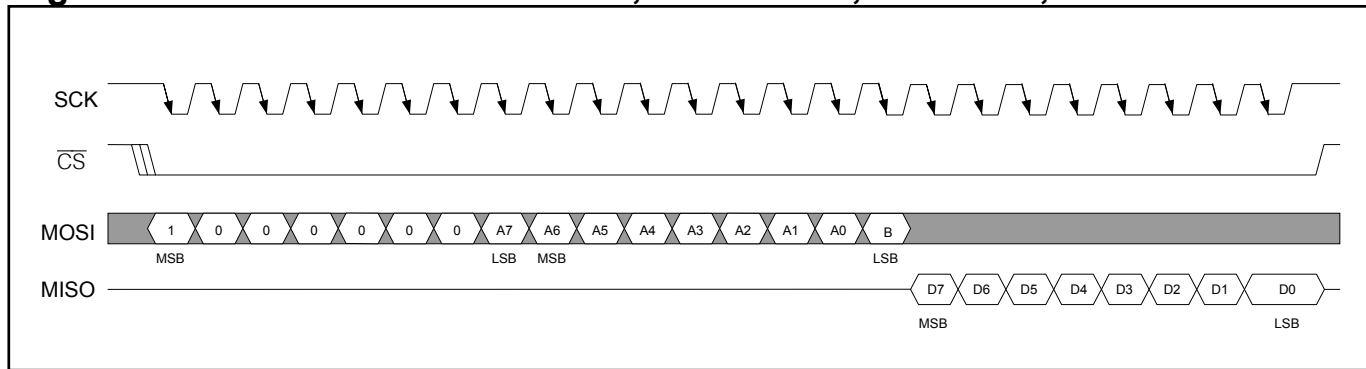 SCK
CS
MOSI 1 0 0 0 0 0 0 A7 A6 A5 A4 A3 A2 A1 A0 B
MSB LSB MSB LSB
MISO D7 D6 D5 D4 D3 D2 D1 D0
MSB LSB